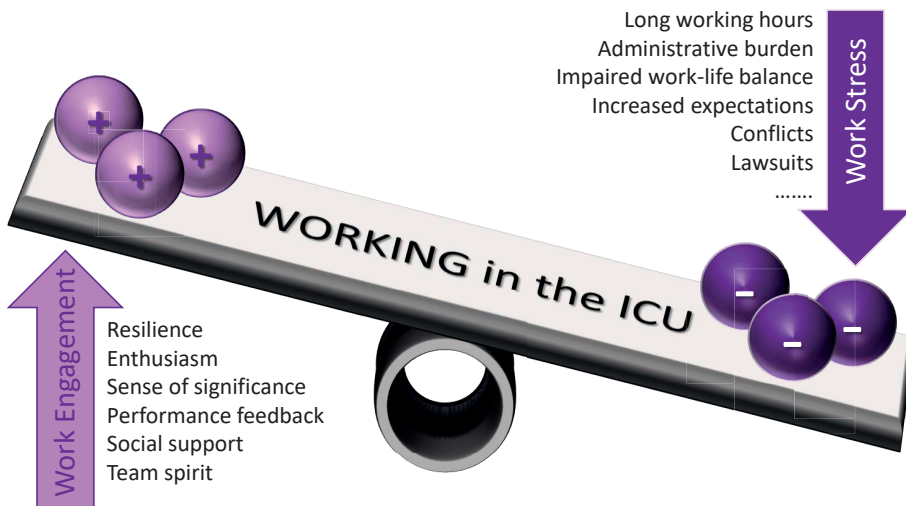 Long working hours
Administrative burden
Impaired work-life balance
Increased expectations
Conflicts
Lawsuits
…….
Work Stress
+
+
+
WORKING in the ICU
-
-
-
Work Engagement
Resilience
Enthusiasm
Sense of significance
Performance feedback
Social support
Team spirit